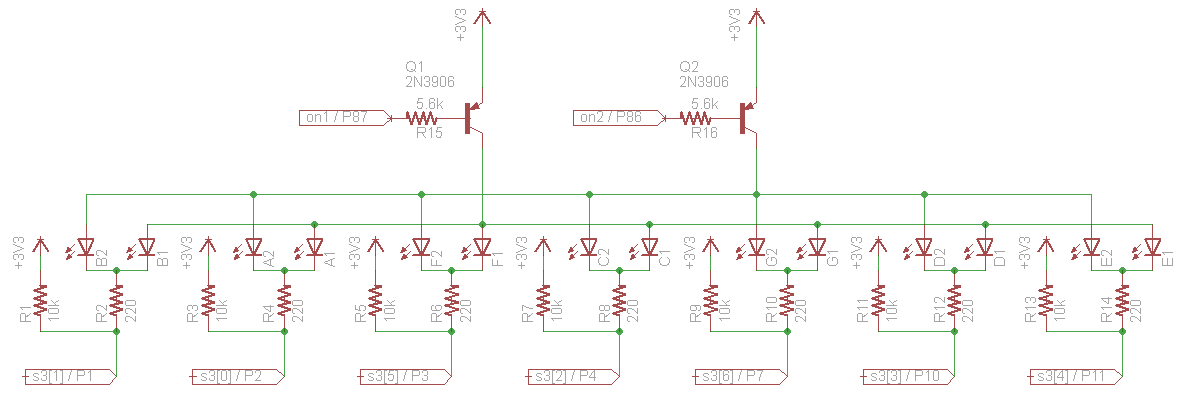 +3V3
+3V3
Q1
2N3906
Q2
2N3906
5.6k
5.6k
on1 / P87
on2 / P86
R15
R16
+3V3
B2
B1
+3V3
A2
A1
+3V3
F2
F1
+3V3
C2
C1
+3V3
G2
G1
+3V3
D2
D1
+3V3
E2
E1
R1
10k
R2
220
R3
10k
R4
220
R5
10k
R6
220
R7
10k
R8
220
R9
10k
R10
220
R11
10k
R12
220
R13
10k
R14
220
s3[1] / P1
s3[0] / P2
s3[5] / P3
s3[2] / P4
s3[6] / P7
s3[3] / P10
s3[4] / P11